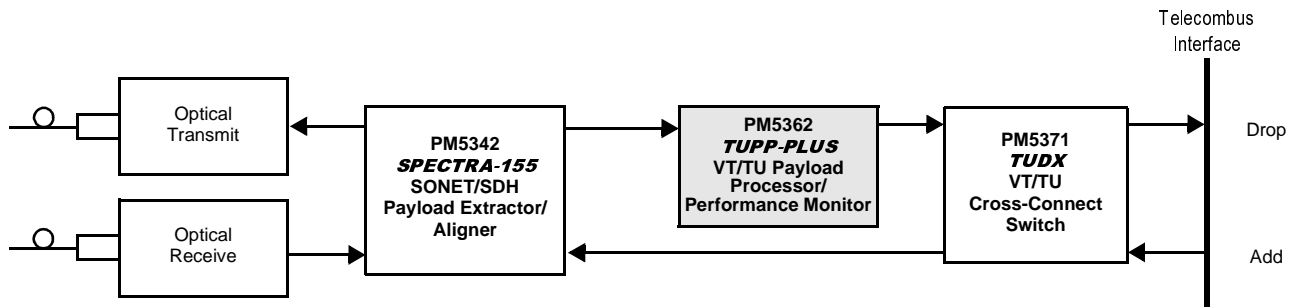 Telecombus
Interface
Optical
Transmit
PM5342
SPECTRA-155
SONET/SDH
Payload Extractor/
Aligner
PM5362
TUPP-PLUS
VT/TU Payload
Processor/
Performance Monitor
PM5371
TUDX
VT/TU
Cross-Connect
Switch
Drop
Optical
Receive
Add